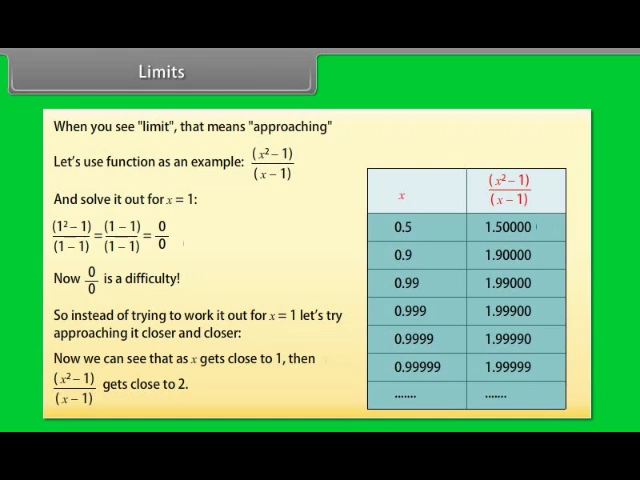 Limits
When you see "limit", that means "approaching"
Let's use function as an example: (x² – 1)/(x – 1)
And solve it out for x = 1:
(1² – 1)/(1 – 1) = (1 – 1)/(1 – 1) = 0/0
Now 0/0 is a difficulty!
So instead of trying to work it out for x = 1 let's try
approaching it closer and closer:
Now we can see that as x gets close to 1, then
(x² – 1)/(x – 1) gets close to 2.
x (x² – 1)/(x – 1)
0.5 1.50000
0.9 1.90000
0.99 1.99000
0.999 1.99900
0.9999 1.99990
0.99999 1.99999
....... .......